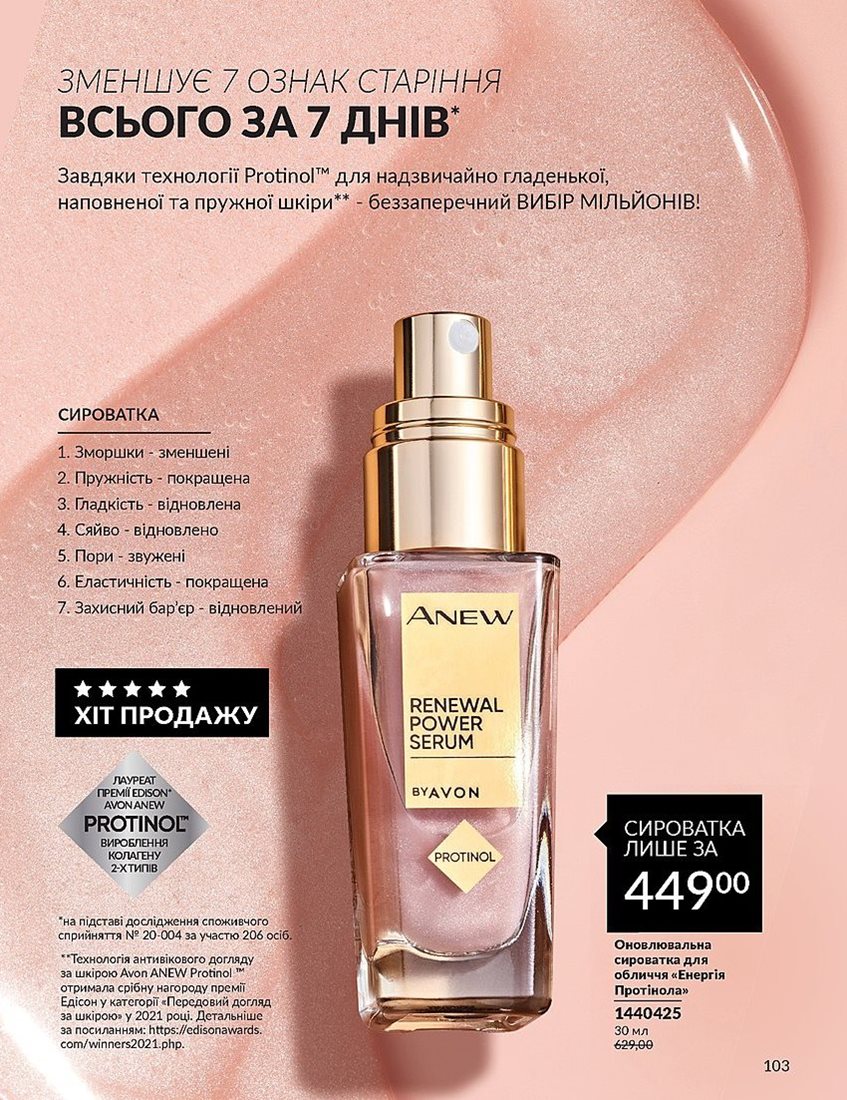 ЗМЕНШУЄ 7 ОЗНАК СТАРІННЯ
ВСЬОГО ЗА 7 ДНІВ*
Завдяки технології Protinol™ для надзвичайно гладенької,
наповненої та пружної шкіри** - беззаперечний ВИБІР МІЛЬЙОНІВ!
СИРОВАТКА
1. Зморшки - зменшені
2. Пружність - покращена
3. Гладкість - відновлена
4. Сяйво - відновлено
5. Пори - звужені
6. Еластичність - покращена
7. Захисний бар'єр - відновлений
ХІТ ПРОДАЖУ
ЛАУРЕАТ
ПРЕМІЇ EDISON*
AVON ANEW
PROTINOL™
ВИРОБЛЕННЯ
КОЛАГЕНУ
2-Х ТИПІВ
*на підставі дослідження споживчого
сприйняття № 20-004 за участю 206 осіб.
**Технологія антивікового догляду
за шкірою Avon ANEW Protinol ™
отримала срібну нагороду премії
Едісон у категорії «Передовий догляд
за шкірою» у 2021 році. Детальніше
за посиланням: https://edisonawards.
com/winners2021.php.
ANEW
RENEWAL
POWER
SERUM
BY AVON
PROTINOL
СИРОВАТКА
ЛИШЕ ЗА
449⁰⁰
Оновлювальна
сироватка для
обличчя «Енергія
Протінола»
1440425
30 мл
629,00
103